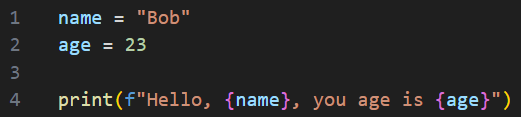 1 name = "Bob"
2 age = 23
3
4 print(f"Hello, {name}, you age is {age}")